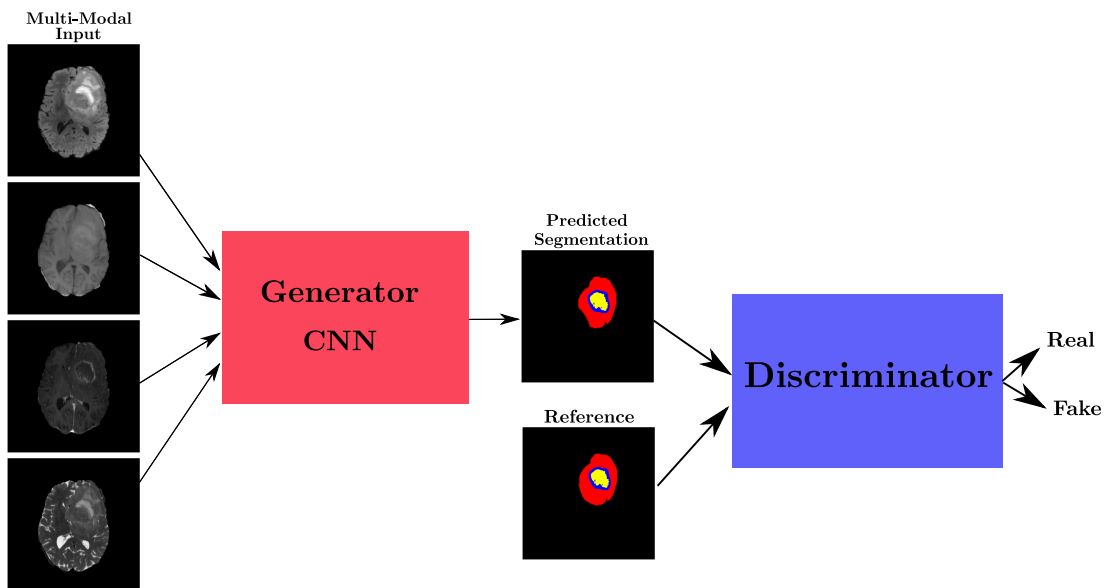 Multi-Modal
Input
Generator
CNN
Predicted
Segmentation
Reference
Discriminator
Real
Fake